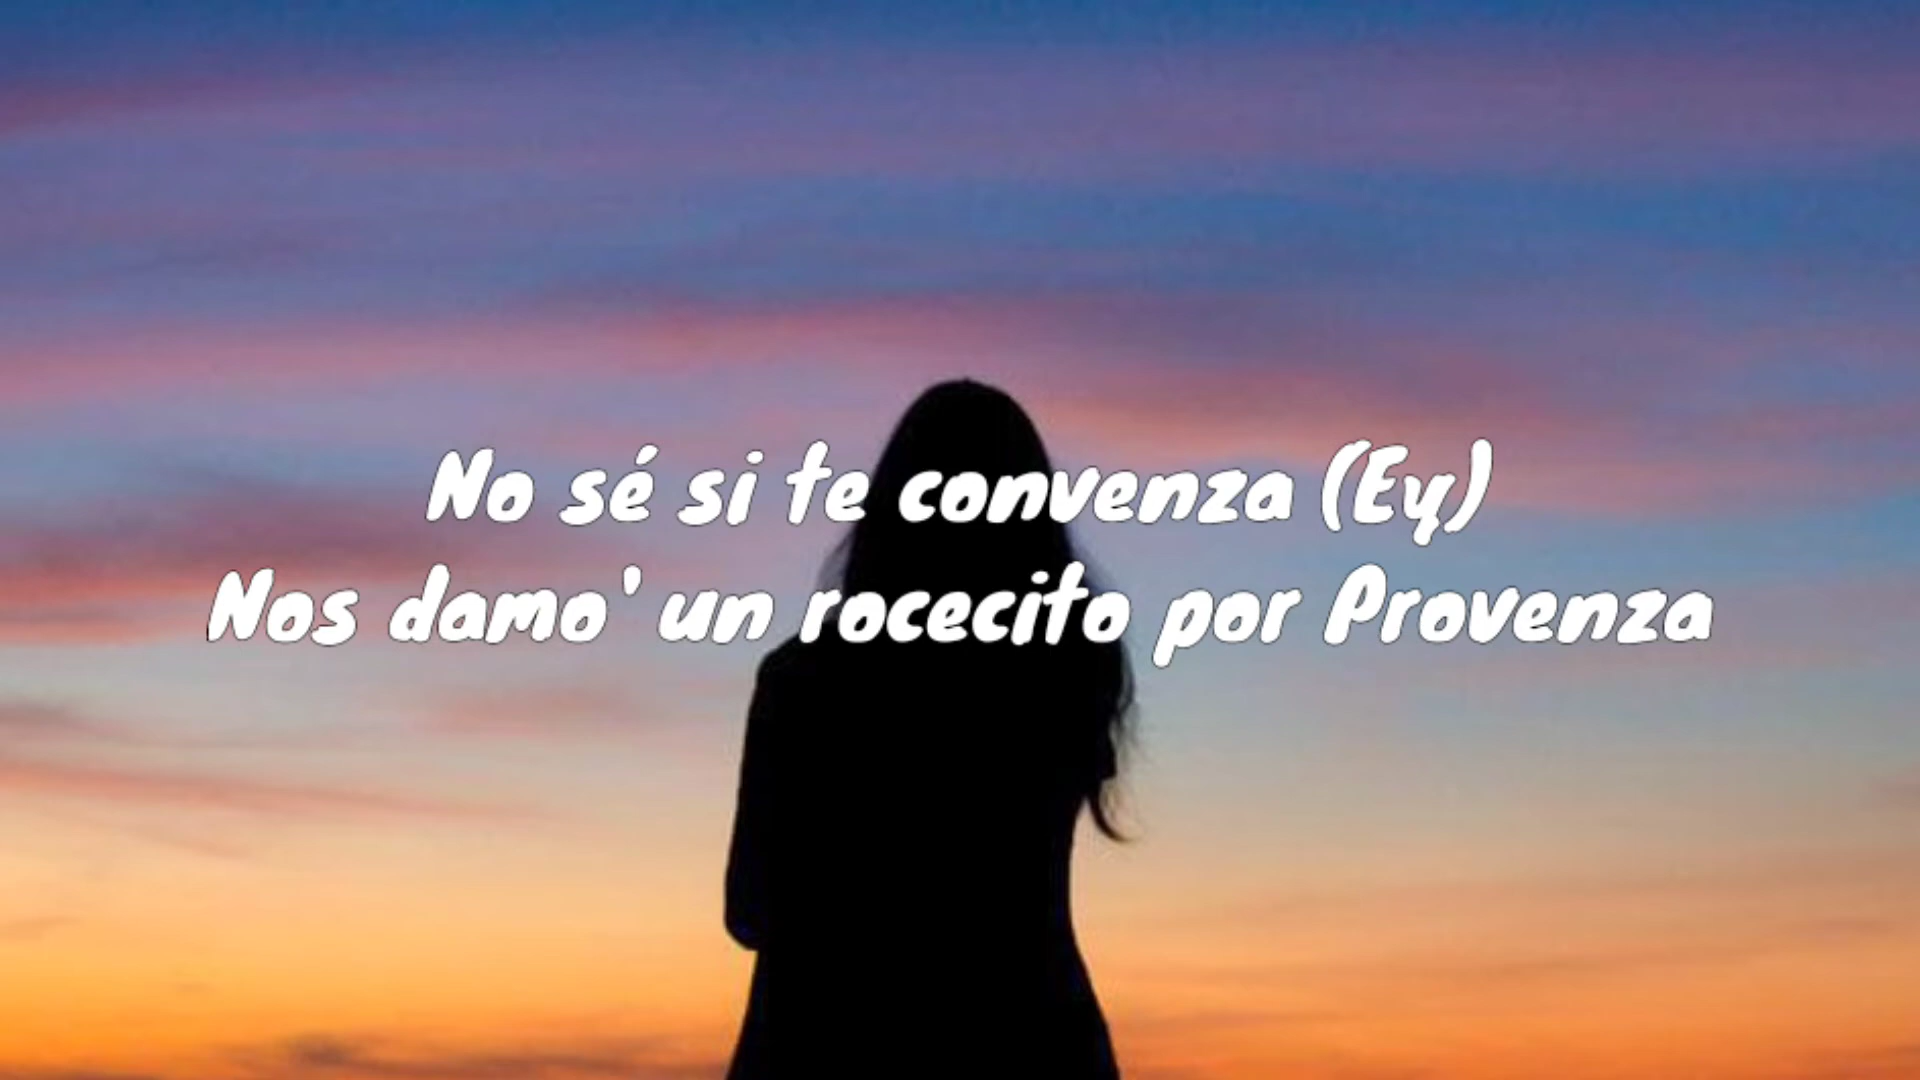 No sé si te convenza (Ey)
Nos damo' un rocecito por Provenza